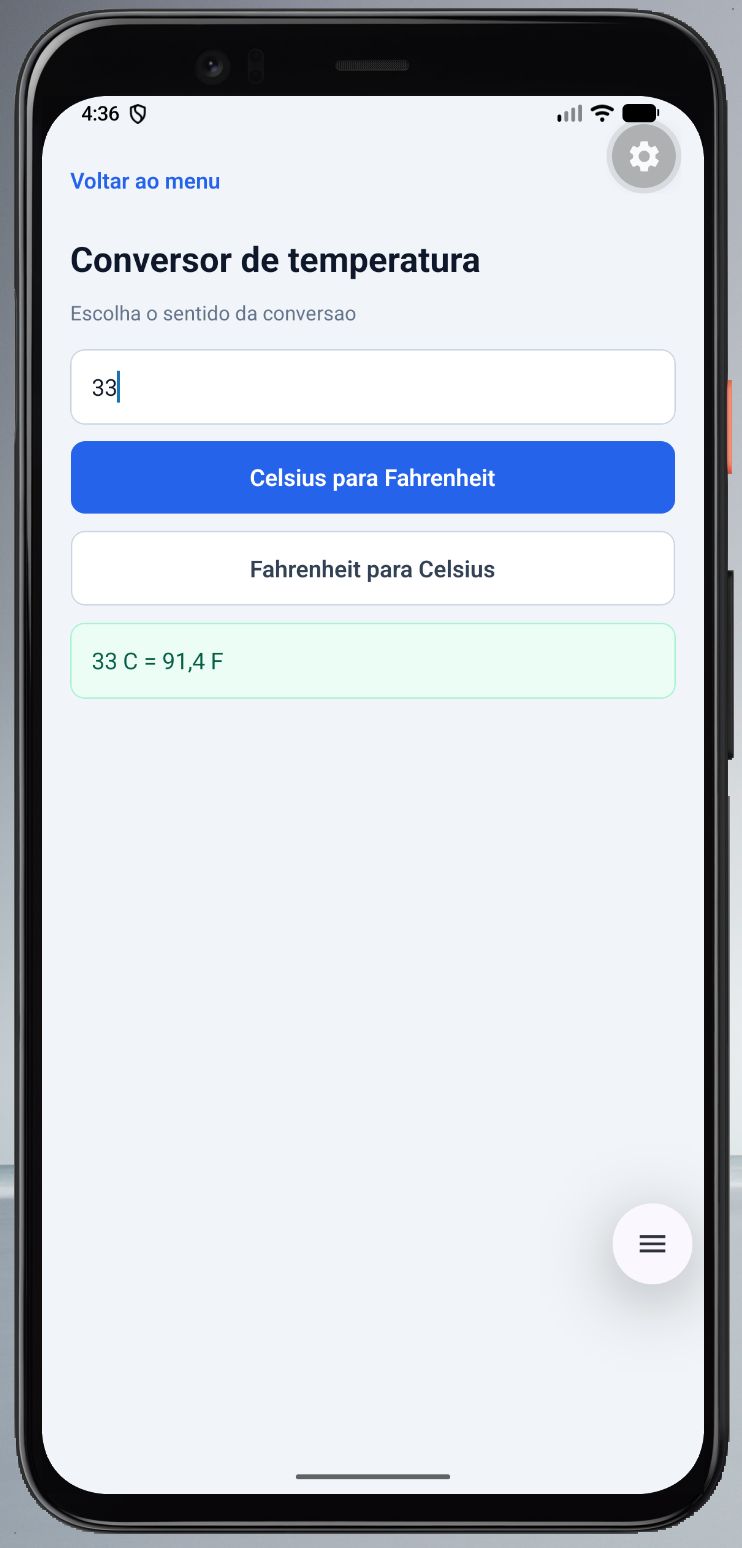 4:36
Voltar ao menu
Conversor de temperatura
Escolha o sentido da conversao
33
Celsius para Fahrenheit
Fahrenheit para Celsius
33 C = 91,4 F